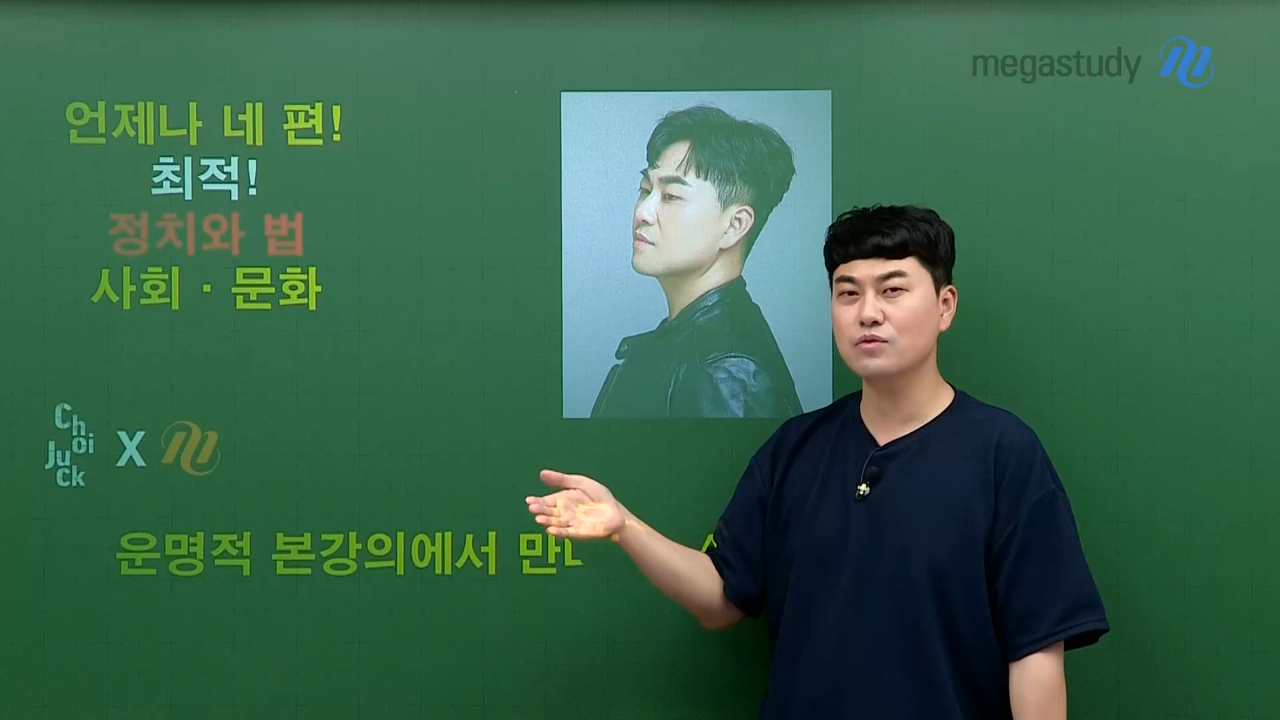 megastudy
언제나 네 편!
최적!
정치와 법
사회 · 문화
Choi Juck X
운명적 본강의에서